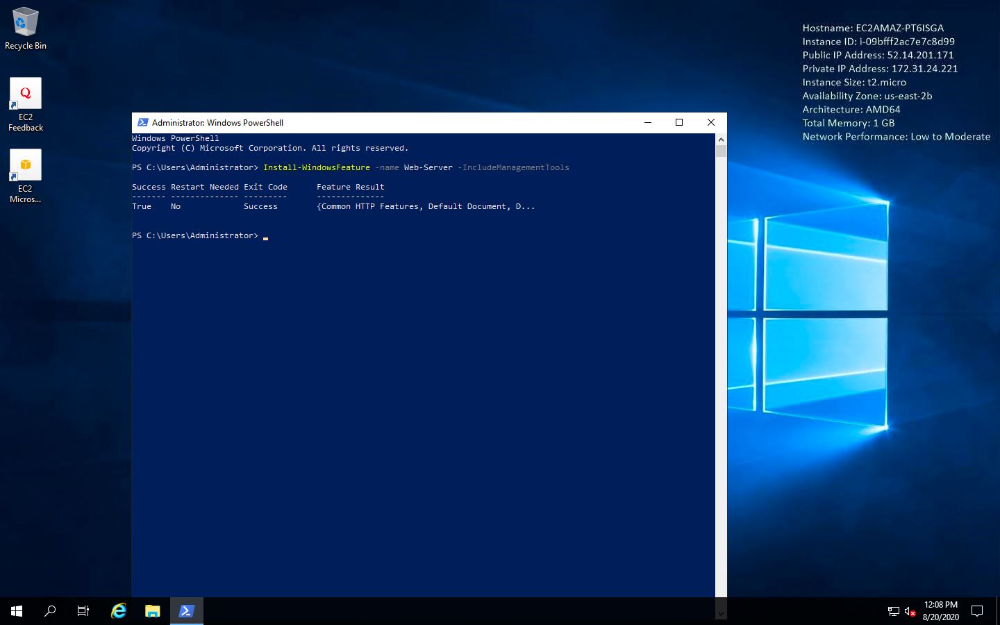 Recycle Bin
EC2
Feedback
EC2
Micros...
Hostname: EC2AMAZ-PT6ISGA
Instance ID: i-09bfff2ac7e7c8d99
Public IP Address: 52.14.201.171
Private IP Address: 172.31.24.221
Instance Size: t2.micro
Availability Zone: us-east-2b
Architecture: AMD64
Total Memory: 1 GB
Network Performance: Low to Moderate
Administrator: Windows PowerShell
Windows PowerShell
Copyright (C) Microsoft Corporation. All rights reserved.
PS C:\Users\Administrator> Install-WindowsFeature -name Web-Server -IncludeManagementTools
Success Restart Needed Exit Code      Feature Result
------- -------------- ---------      --------------
True    No             Success        {Common HTTP Features, Default Document, D...
PS C:\Users\Administrator>
12:08 PM
8/20/2020